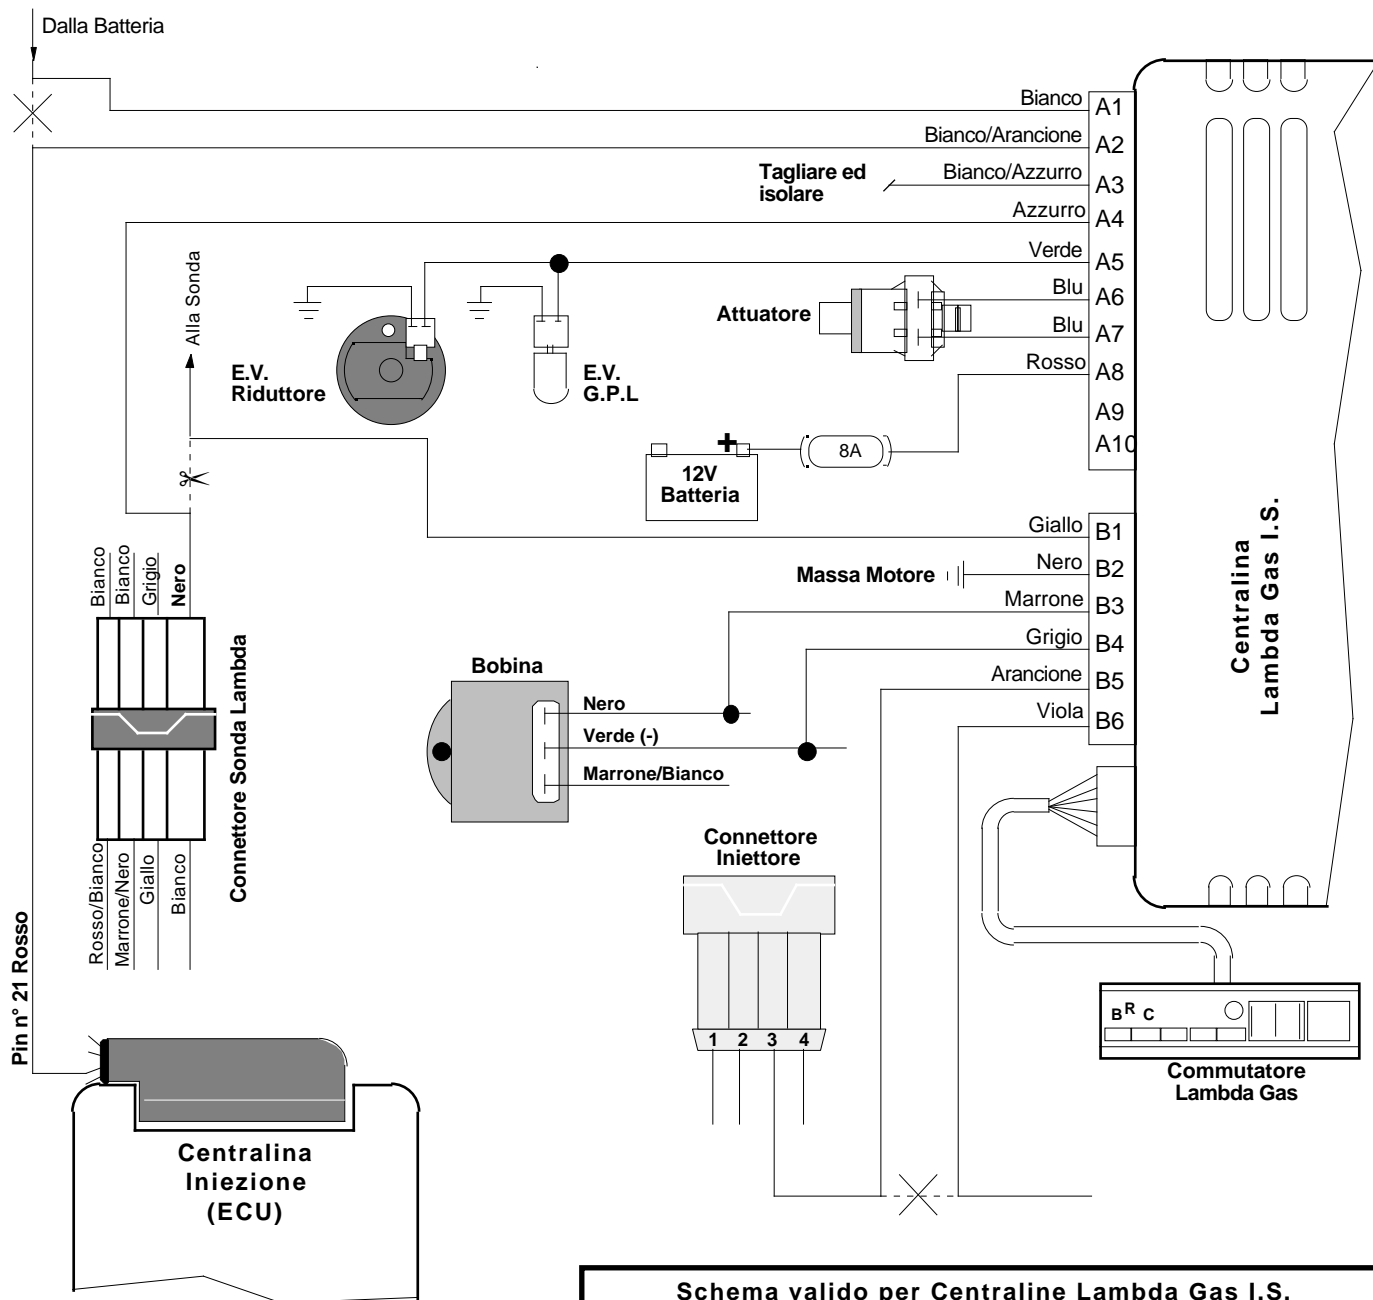 Dalla Batteria
Bianco
A1
Bianco/Arancione
A2
Tagliare ed
isolare
Bianco/Azzurro
A3
Azzurro
A4
Verde
A5
Blu
A6
Attuatore
Blu
A7
Rosso
A8
A9
A10
Alla Sonda
E.V.
Riduttore
E.V.
G.P.L
+
8A
12V
Batteria
Giallo
B1
Massa Motore
Nero
B2
Marrone
B3
Grigio
B4
Arancione
B5
Viola
B6
Centralina
Lambda Gas I.S.
Bianco
Bianco
Grigio
Nero
Connettore Sonda Lambda
Rosso/Bianco
Marrone/Nero
Giallo
Bianco
Bobina
Nero
Verde (-)
Marrone/Bianco
Connettore
Iniettore
1 2 3 4
Pin n° 21 Rosso
B R C
Commutatore
Lambda Gas
Centralina
Iniezione
(ECU)
Schema valido per Centraline Lambda Gas I.S.